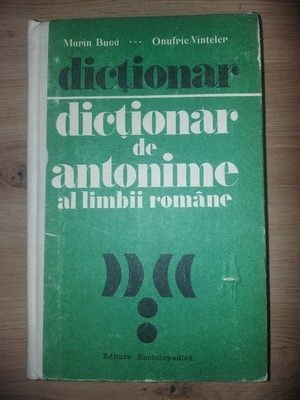 Marin Bucă --- Onufrie Vinţeler
dicţionar
dicţionar
de
antonime
al limbii române
Editura Enciclopedică